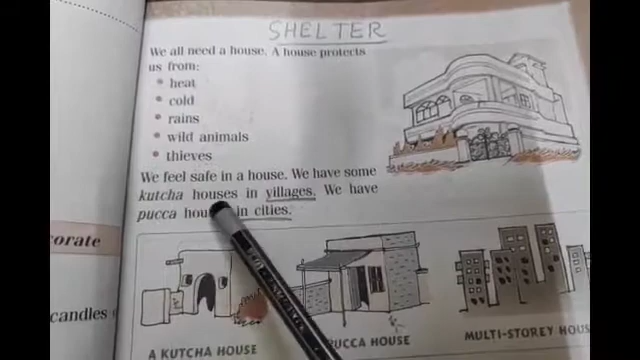 SHELTER
We all need a house. A house protects
us from:
• heat
• cold
• rains
• wild animals
• thieves
We feel safe in a house. We have some
kutcha houses in villages. We have
pucca in cities.
orate
candles
A KUTCHA HOUSE
PUCCA HOUSE
MULTI-STOREY HOUS